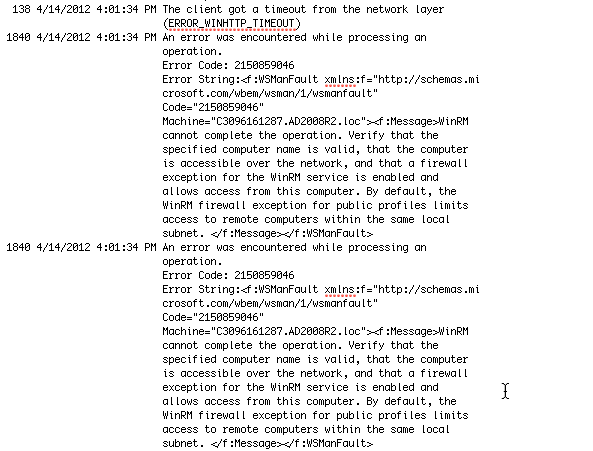 138 4/14/2012 4:01:34 PM The client got a timeout from the network layer
(ERROR_WINHTTP_TIMEOUT)
1840 4/14/2012 4:01:34 PM An error was encountered while processing an
operation.
Error Code: 2150859046
Error String:<f:WSManFault xmlns:f="http://schemas.mi
crosoft.com/wbem/wsman/1/wsmanfault"
Code="2150859046"
Machine="C3096161287.AD2008R2.loc"><f:Message>WinRM
cannot complete the operation. Verify that the
specified computer name is valid, that the computer
is accessible over the network, and that a firewall
exception for the WinRM service is enabled and
allows access from this computer. By default, the
WinRM firewall exception for public profiles limits
access to remote computers within the same local
subnet. </f:Message></f:WSManFault>
1840 4/14/2012 4:01:34 PM An error was encountered while processing an
operation.
Error Code: 2150859046
Error String:<f:WSManFault xmlns:f="http://schemas.mi
crosoft.com/wbem/wsman/1/wsmanfault"
Code="2150859046"
Machine="C3096161287.AD2008R2.loc"><f:Message>WinRM
cannot complete the operation. Verify that the
specified computer name is valid, that the computer
is accessible over the network, and that a firewall
exception for the WinRM service is enabled and
allows access from this computer. By default, the
WinRM firewall exception for public profiles limits
access to remote computers within the same local
subnet. </f:Message></f:WSManFault>